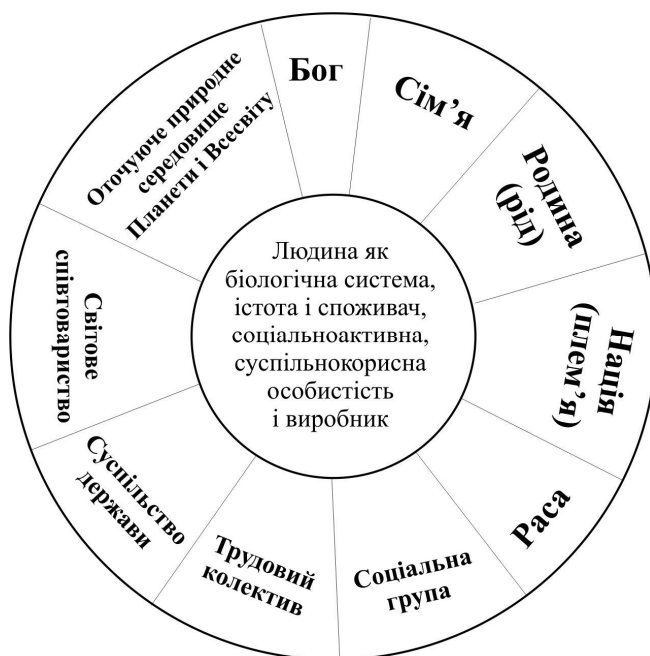 Бог
Сім’я
Родина
(рід)
Нація
(плем’я)
Раса
Соціальна
група
Трудовий
колектив
Суспільство
держави
Світове
співтовариство
Оточуюче природне
середовище
Планети і Всесвіту
Людина як
біологічна система,
істота і споживач,
соціальноактивна,
суспільнокорисна
особистість
і виробник